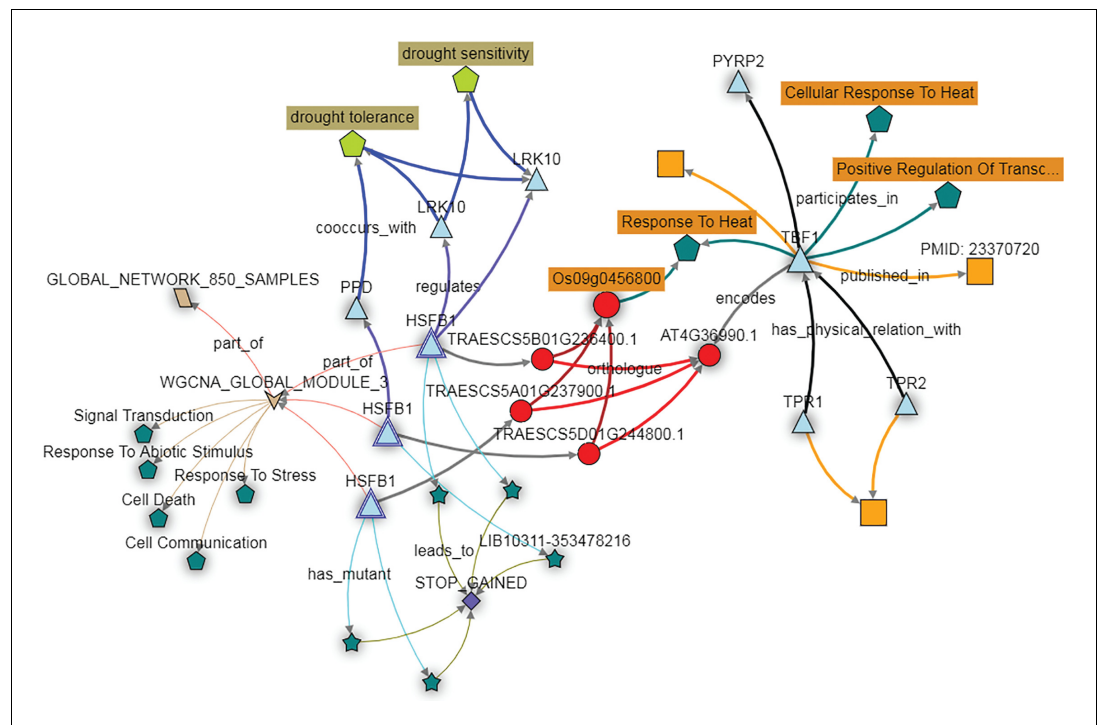 drought sensitivity
PYRP2
Cellular Response To Heat
drought tolerance
LRK10
Positive Regulation Of Transc...
participates_in
LRK10
Response To Heat
cooccurs_with
TBF1
PMID: 23370720
GLOBAL_NETWORK_850_SAMPLES
Os09g0456800
published_in
PPD
regulates
encodes
HSFB1
TRAESCS5B01G236400.1
AT4G36990.1
has_physical_relation_with
part_of
part_of
orthologue
WGCNA_GLOBAL_MODULE_3
TRAESCS5A01G237900.1
TPR2
Signal Transduction
HSFB1
TPR1
TRAESCS5D01G244800.1
Response To Abiotic Stimulus
Response To Stress
HSFB1
Cell Death
Cell Communication
LIB10311-353478216
leads_to
has_mutant
STOP_GAINED